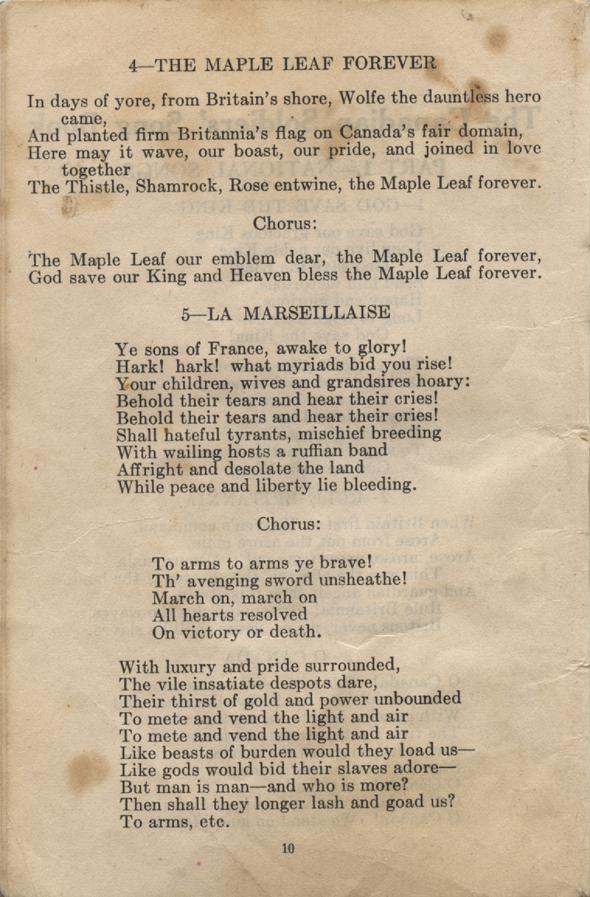 4—THE MAPLE LEAF FOREVER
In days of yore, from Britain's shore, Wolfe the dauntless hero
came,
And planted firm Britannia's flag on Canada's fair domain,
Here may it wave, our boast, our pride, and joined in love
together
The Thistle, Shamrock, Rose entwine, the Maple Leaf forever.
Chorus:
The Maple Leaf our emblem dear, the Maple Leaf forever,
God save our King and Heaven bless the Maple Leaf forever.
5—LA MARSEILLAISE
Ye sons of France, awake to glory!
Hark! hark! what myriads bid you rise!
Your children, wives and grandsires hoary:
Behold their tears and hear their cries!
Behold their tears and hear their cries!
Shall hateful tyrants, mischief breeding
With wailing hosts a ruffian band
Affright and desolate the land
While peace and liberty lie bleeding.
Chorus:
To arms to arms ye brave!
Th' avenging sword unsheathe!
March on, march on
All hearts resolved
On victory or death.
With luxury and pride surrounded,
The vile insatiate despots dare,
Their thirst of gold and power unbounded
To mete and vend the light and air
To mete and vend the light and air
Like beasts of burden would they load us—
Like gods would bid their slaves adore—
But man is man—and who is more?
Then shall they longer lash and goad us?
To arms, etc.
10